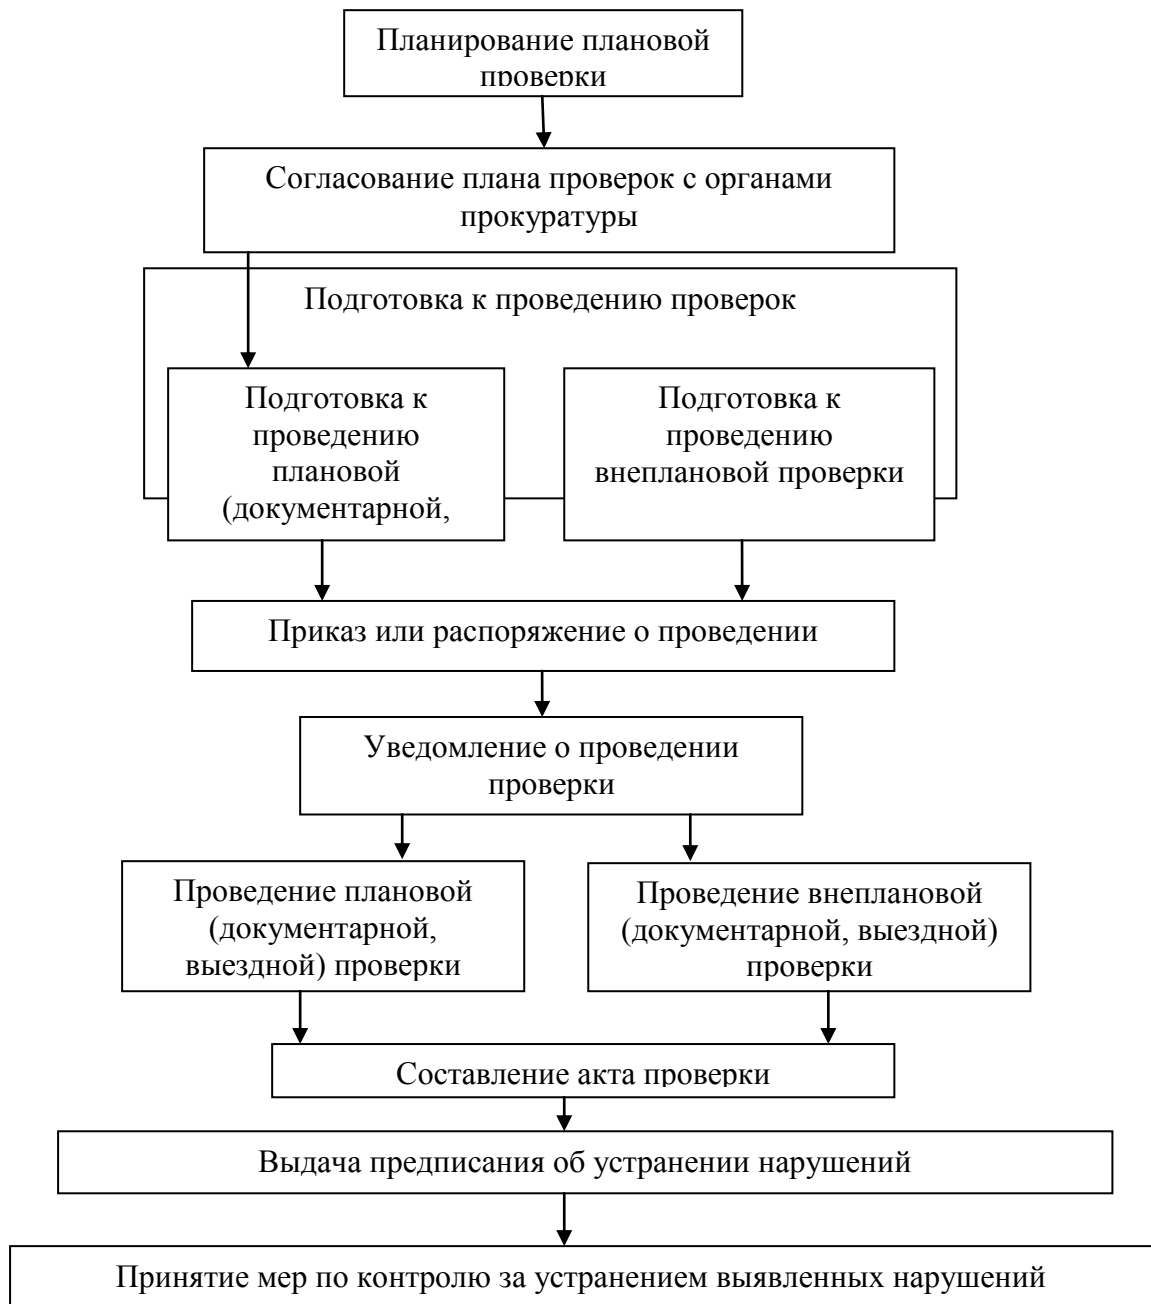 Планирование плановой
проверки
Согласование плана проверок с органами
прокуратуры
Подготовка к проведению проверок
Подготовка к
проведению
плановой
(документарной,
Подготовка к
проведению
внеплановой проверки
Приказ или распоряжение о проведении
Уведомление о проведении
проверки
Проведение плановой
(документарной,
выездной) проверки
Проведение внеплановой
(документарной, выездной)
проверки
Составление акта проверки
Выдача предписания об устранении нарушений
Принятие мер по контролю за устранением выявленных нарушений